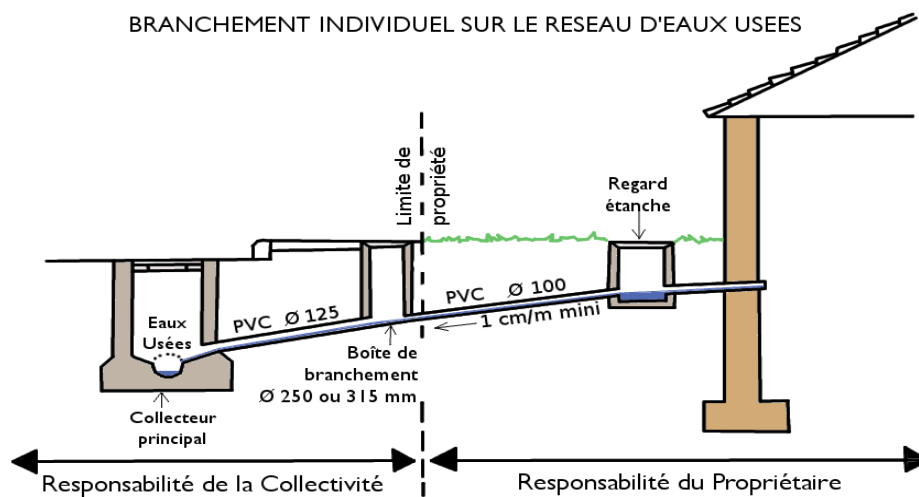 BRANCHEMENT INDIVIDUEL SUR LE RESEAU D'EAUX USEES
Limite de
propriété
Regard
étanche
PVC Ø 125
PVC Ø 100
1 cm/m mini
Eaux
Usées
Boîte de
branchement
Ø 250 ou 315 mm
Collecteur
principal
Responsabilité de la Collectivité
Responsabilité du Propriétaire